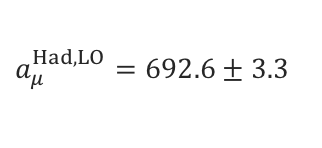 a_μ^{Had,LO} = 692.6 ± 3.3